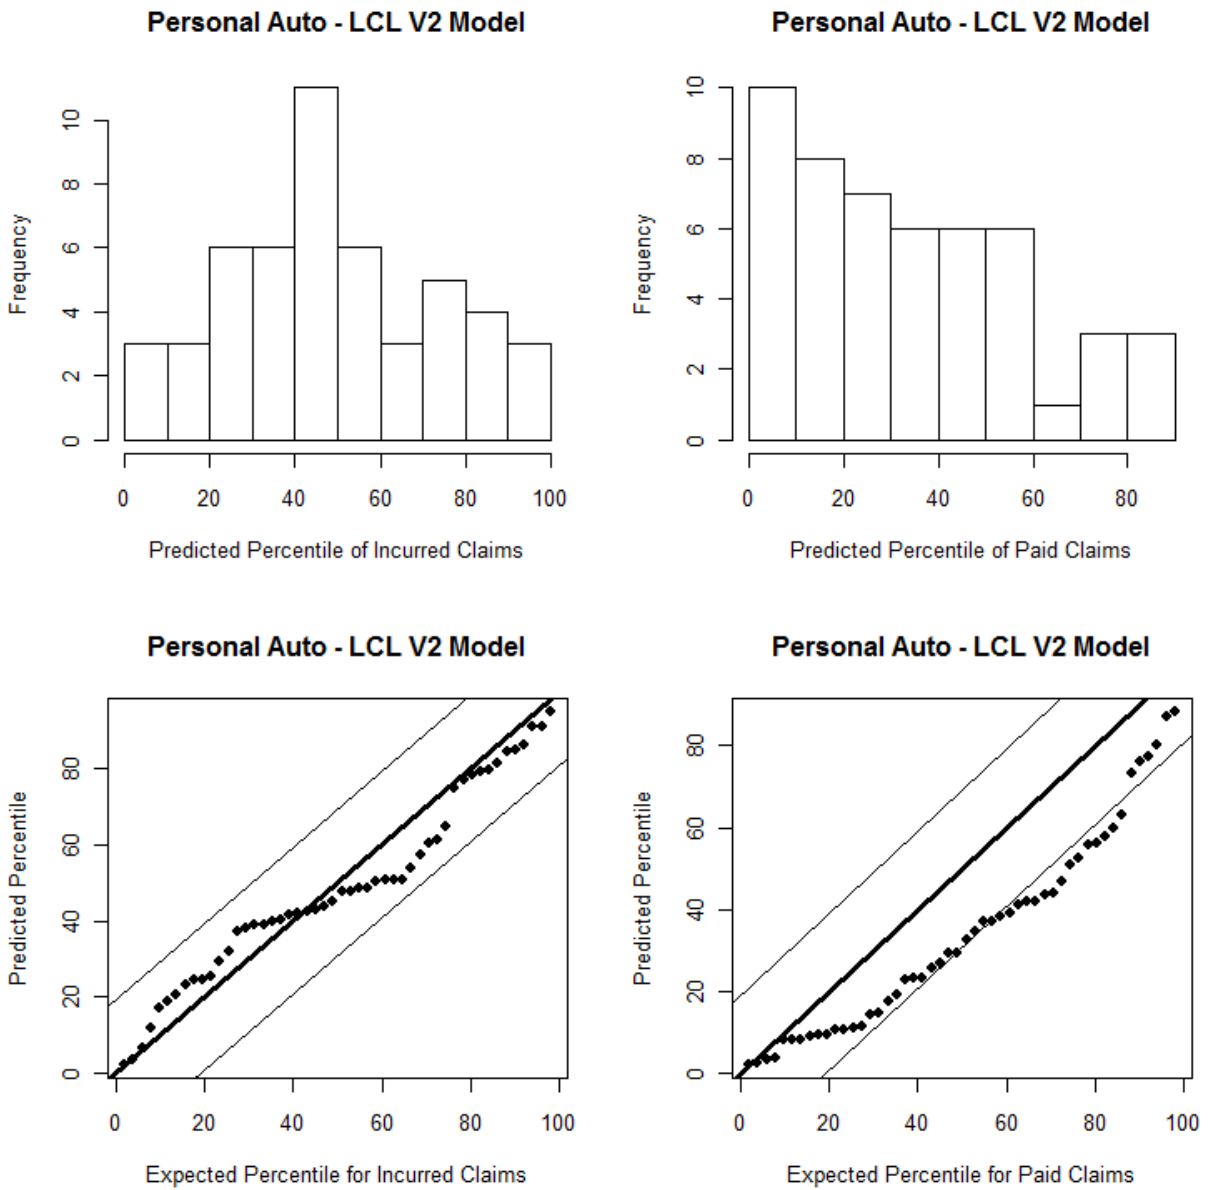 Personal Auto - LCL V2 Model
Frequency
0
2
4
6
8
10
0 20 40 60 80 100
Predicted Percentile of Incurred Claims
Personal Auto - LCL V2 Model
Frequency
0
2
4
6
8
10
0 20 40 60 80
Predicted Percentile of Paid Claims
Personal Auto - LCL V2 Model
Predicted Percentile
0
20
40
60
80
0 20 40 60 80 100
Expected Percentile for Incurred Claims
Personal Auto - LCL V2 Model
Predicted Percentile
0
20
40
60
80
0 20 40 60 80 100
Expected Percentile for Paid Claims